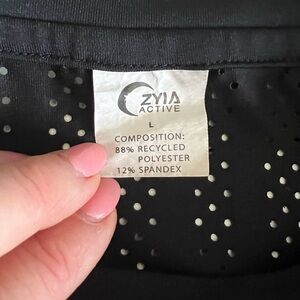 ZYIA
ACTIVE
L
COMPOSITION:
88% RECYCLED
POLYESTER
12% SPANDEX